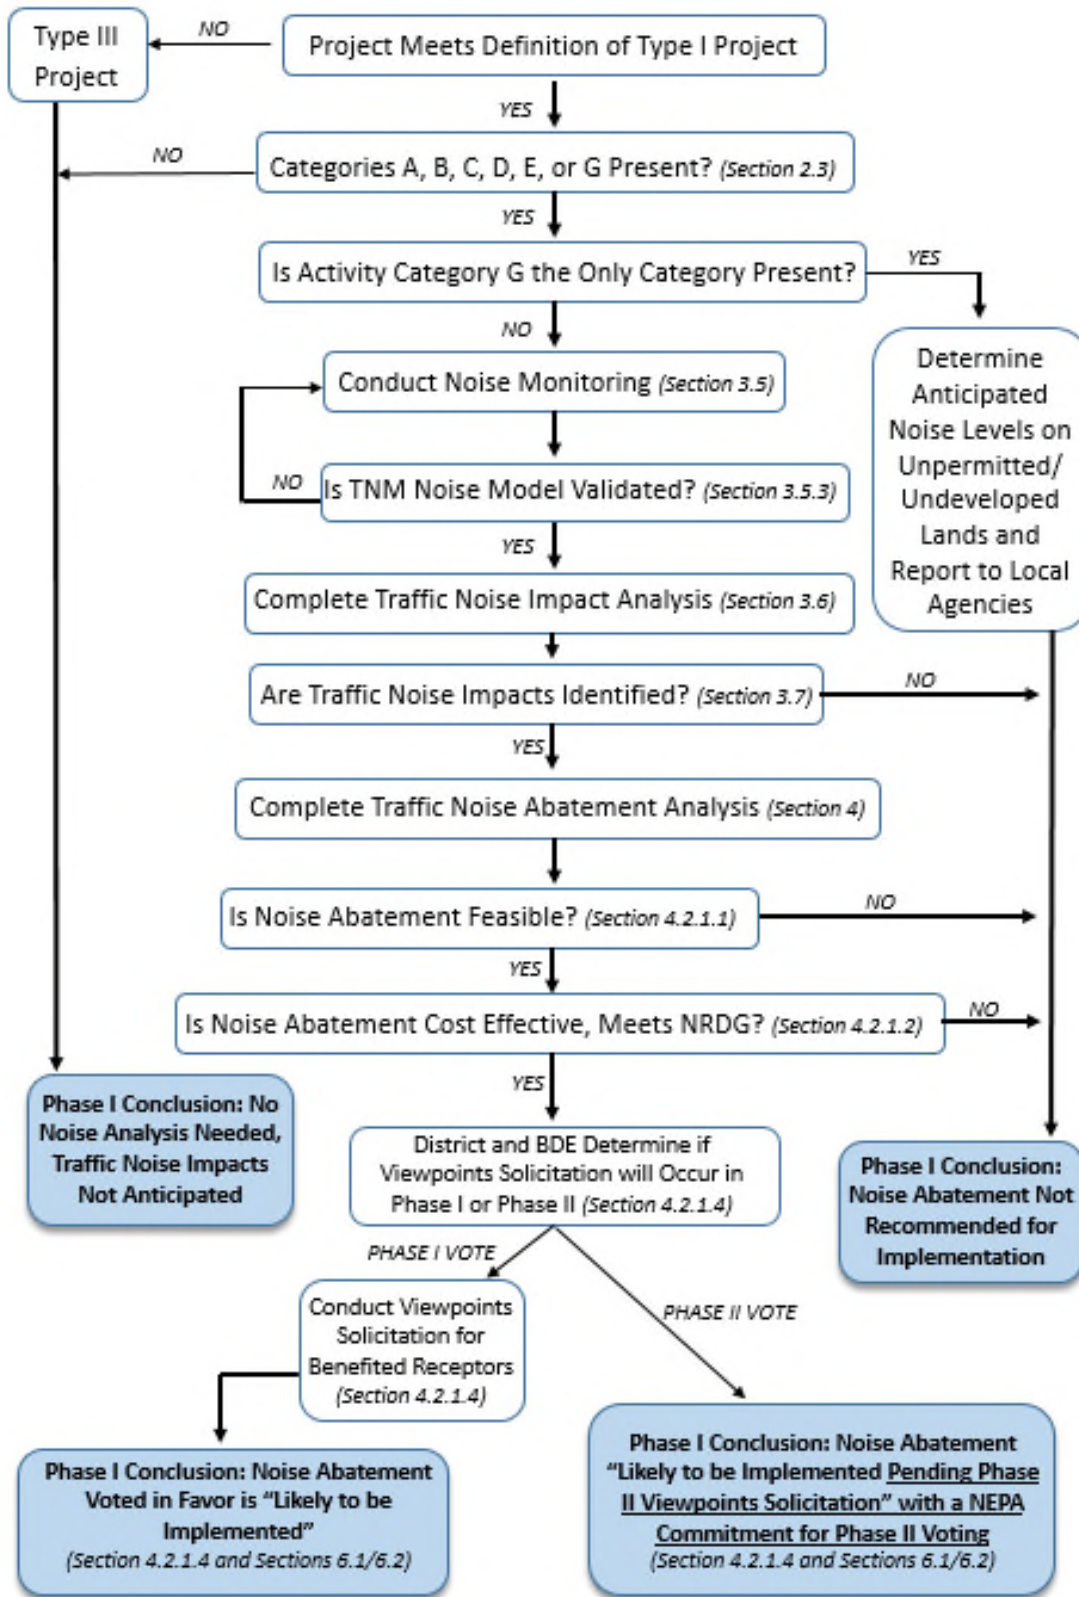 Type III
Project
NO
Project Meets Definition of Type I Project
YES
NO
Categories A, B, C, D, E, or G Present? (Section 2.3)
YES
Is Activity Category G the Only Category Present?
YES
NO
Determine
Anticipated
Noise Levels on
Unpermitted/
Undeveloped
Lands and
Report to Local
Agencies
Conduct Noise Monitoring (Section 3.5)
NO
Is TNM Noise Model Validated? (Section 3.5.3)
YES
Complete Traffic Noise Impact Analysis (Section 3.6)
Are Traffic Noise Impacts Identified? (Section 3.7)
NO
YES
Complete Traffic Noise Abatement Analysis (Section 4)
Is Noise Abatement Feasible? (Section 4.2.1.1)
NO
YES
Is Noise Abatement Cost Effective, Meets NRDG? (Section 4.2.1.2)
NO
YES
Phase I Conclusion: No
Noise Analysis Needed,
Traffic Noise Impacts
Not Anticipated
District and BDE Determine if
Viewpoints Solicitation will Occur in
Phase I or Phase II (Section 4.2.1.4)
Phase I Conclusion:
Noise Abatement Not
Recommended for
Implementation
PHASE I VOTE
PHASE II VOTE
Conduct Viewpoints
Solicitation for
Benefited Receptors
(Section 4.2.1.4)
Phase I Conclusion: Noise Abatement
Voted in Favor is “Likely to be
Implemented”
(Section 4.2.1.4 and Sections 6.1/6.2)
Phase I Conclusion: Noise Abatement
“Likely to be Implemented Pending Phase
II Viewpoints Solicitation” with a NEPA
Commitment for Phase II Voting
(Section 4.2.1.4 and Sections 6.1/6.2)